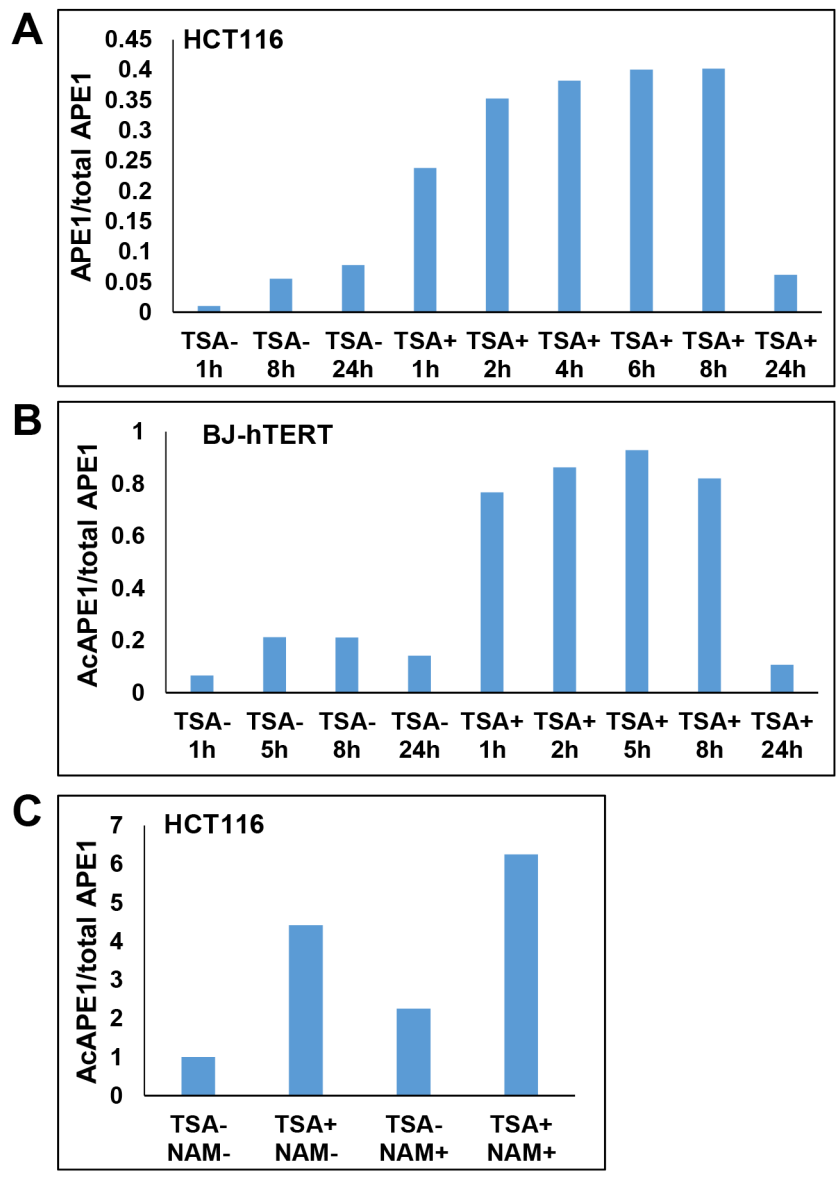 A
HCT116
APE1/total APE1
0.45
0.4
0.35
0.3
0.25
0.2
0.15
0.1
0.05
0
TSA- TSA- TSA- TSA+ TSA+ TSA+ TSA+ TSA+ TSA+
1h 8h 24h 1h 2h 4h 6h 8h 24h
B
BJ-hTERT
AcAPE1/total APE1
1
0.8
0.6
0.4
0.2
0
TSA- TSA- TSA- TSA- TSA+ TSA+ TSA+ TSA+ TSA+
1h 5h 8h 24h 1h 2h 5h 8h 24h
C
HCT116
AcAPE1/total APE1
7
6
5
4
3
2
1
0
TSA- TSA+ TSA- TSA+
NAM- NAM- NAM+ NAM+